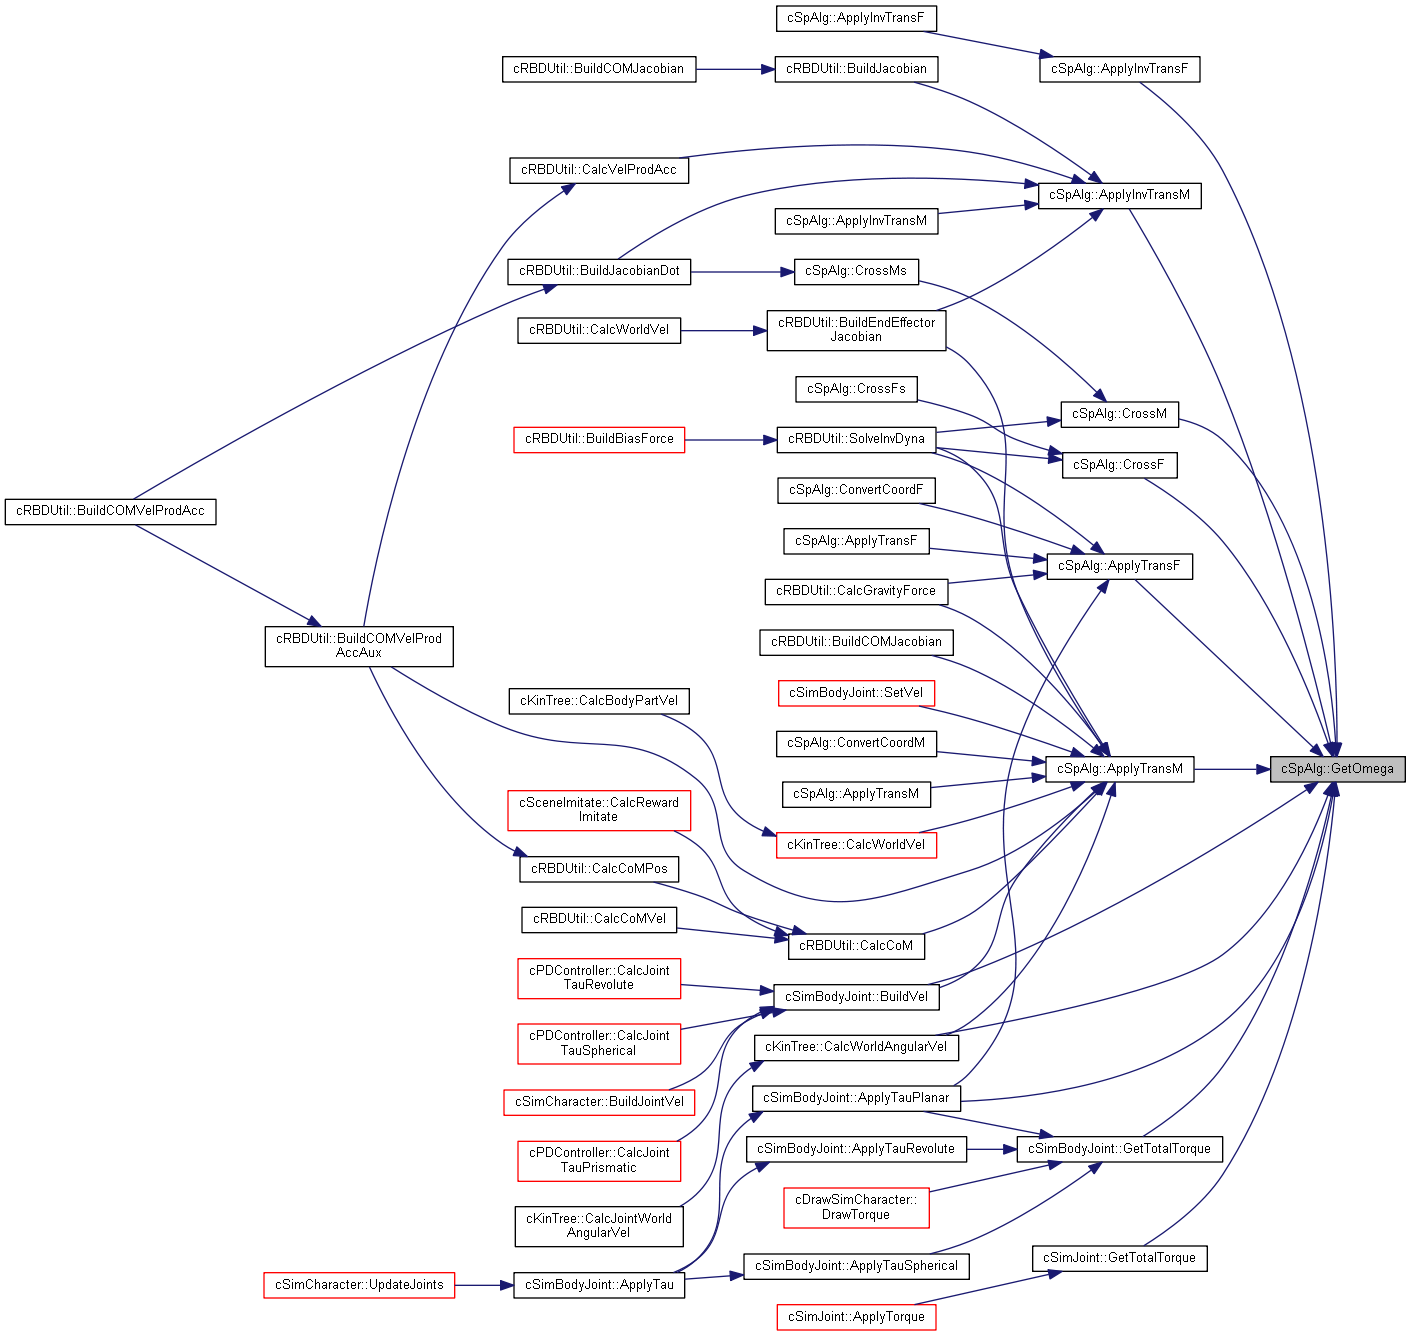 cSpAlg::ApplyInvTransF
cRBDUtil::BuildCOMJacobian
cRBDUtil::BuildJacobian
cSpAlg::ApplyInvTransF
cRBDUtil::CalcVelProdAcc
cSpAlg::ApplyInvTransM
cSpAlg::ApplyInvTransM
cRBDUtil::BuildJacobianDot
cSpAlg::CrossMs
cRBDUtil::CalcWorldVel
cRBDUtil::BuildEndEffector
Jacobian
cSpAlg::CrossFs
cSpAlg::CrossM
cRBDUtil::BuildBiasForce
cRBDUtil::SolveInvDyna
cSpAlg::CrossF
cSpAlg::ConvertCoordF
cRBDUtil::BuildCOMVelProdAcc
cSpAlg::ApplyTransF
cSpAlg::ApplyTransF
cRBDUtil::CalcGravityForce
cRBDUtil::BuildCOMVelProd
AccAux
cRBDUtil::BuildCOMJacobian
cKinTree::CalcBodyPartVel
cSimBodyJoint::SetVel
cSpAlg::ConvertCoordM
cSpAlg::ApplyTransM
cSpAlg::GetOmega
cSpAlg::ApplyTransM
cSceneImitate::CalcReward
Imitate
cKinTree::CalcWorldVel
cRBDUtil::CalcCoMPos
cRBDUtil::CalcCoMVel
cRBDUtil::CalcCoM
cPDController::CalcJoint
TauRevolute
cSimBodyJoint::BuildVel
cPDController::CalcJoint
TauSpherical
cKinTree::CalcWorldAngularVel
cSimCharacter::BuildJointVel
cSimBodyJoint::ApplyTauPlanar
cPDController::CalcJoint
TauPrismatic
cSimBodyJoint::ApplyTauRevolute
cSimBodyJoint::GetTotalTorque
cDrawSimCharacter::
DrawTorque
cKinTree::CalcJointWorld
AngularVel
cSimBodyJoint::ApplyTauSpherical
cSimJoint::GetTotalTorque
cSimCharacter::UpdateJoints
cSimBodyJoint::ApplyTau
cSimJoint::ApplyTorque